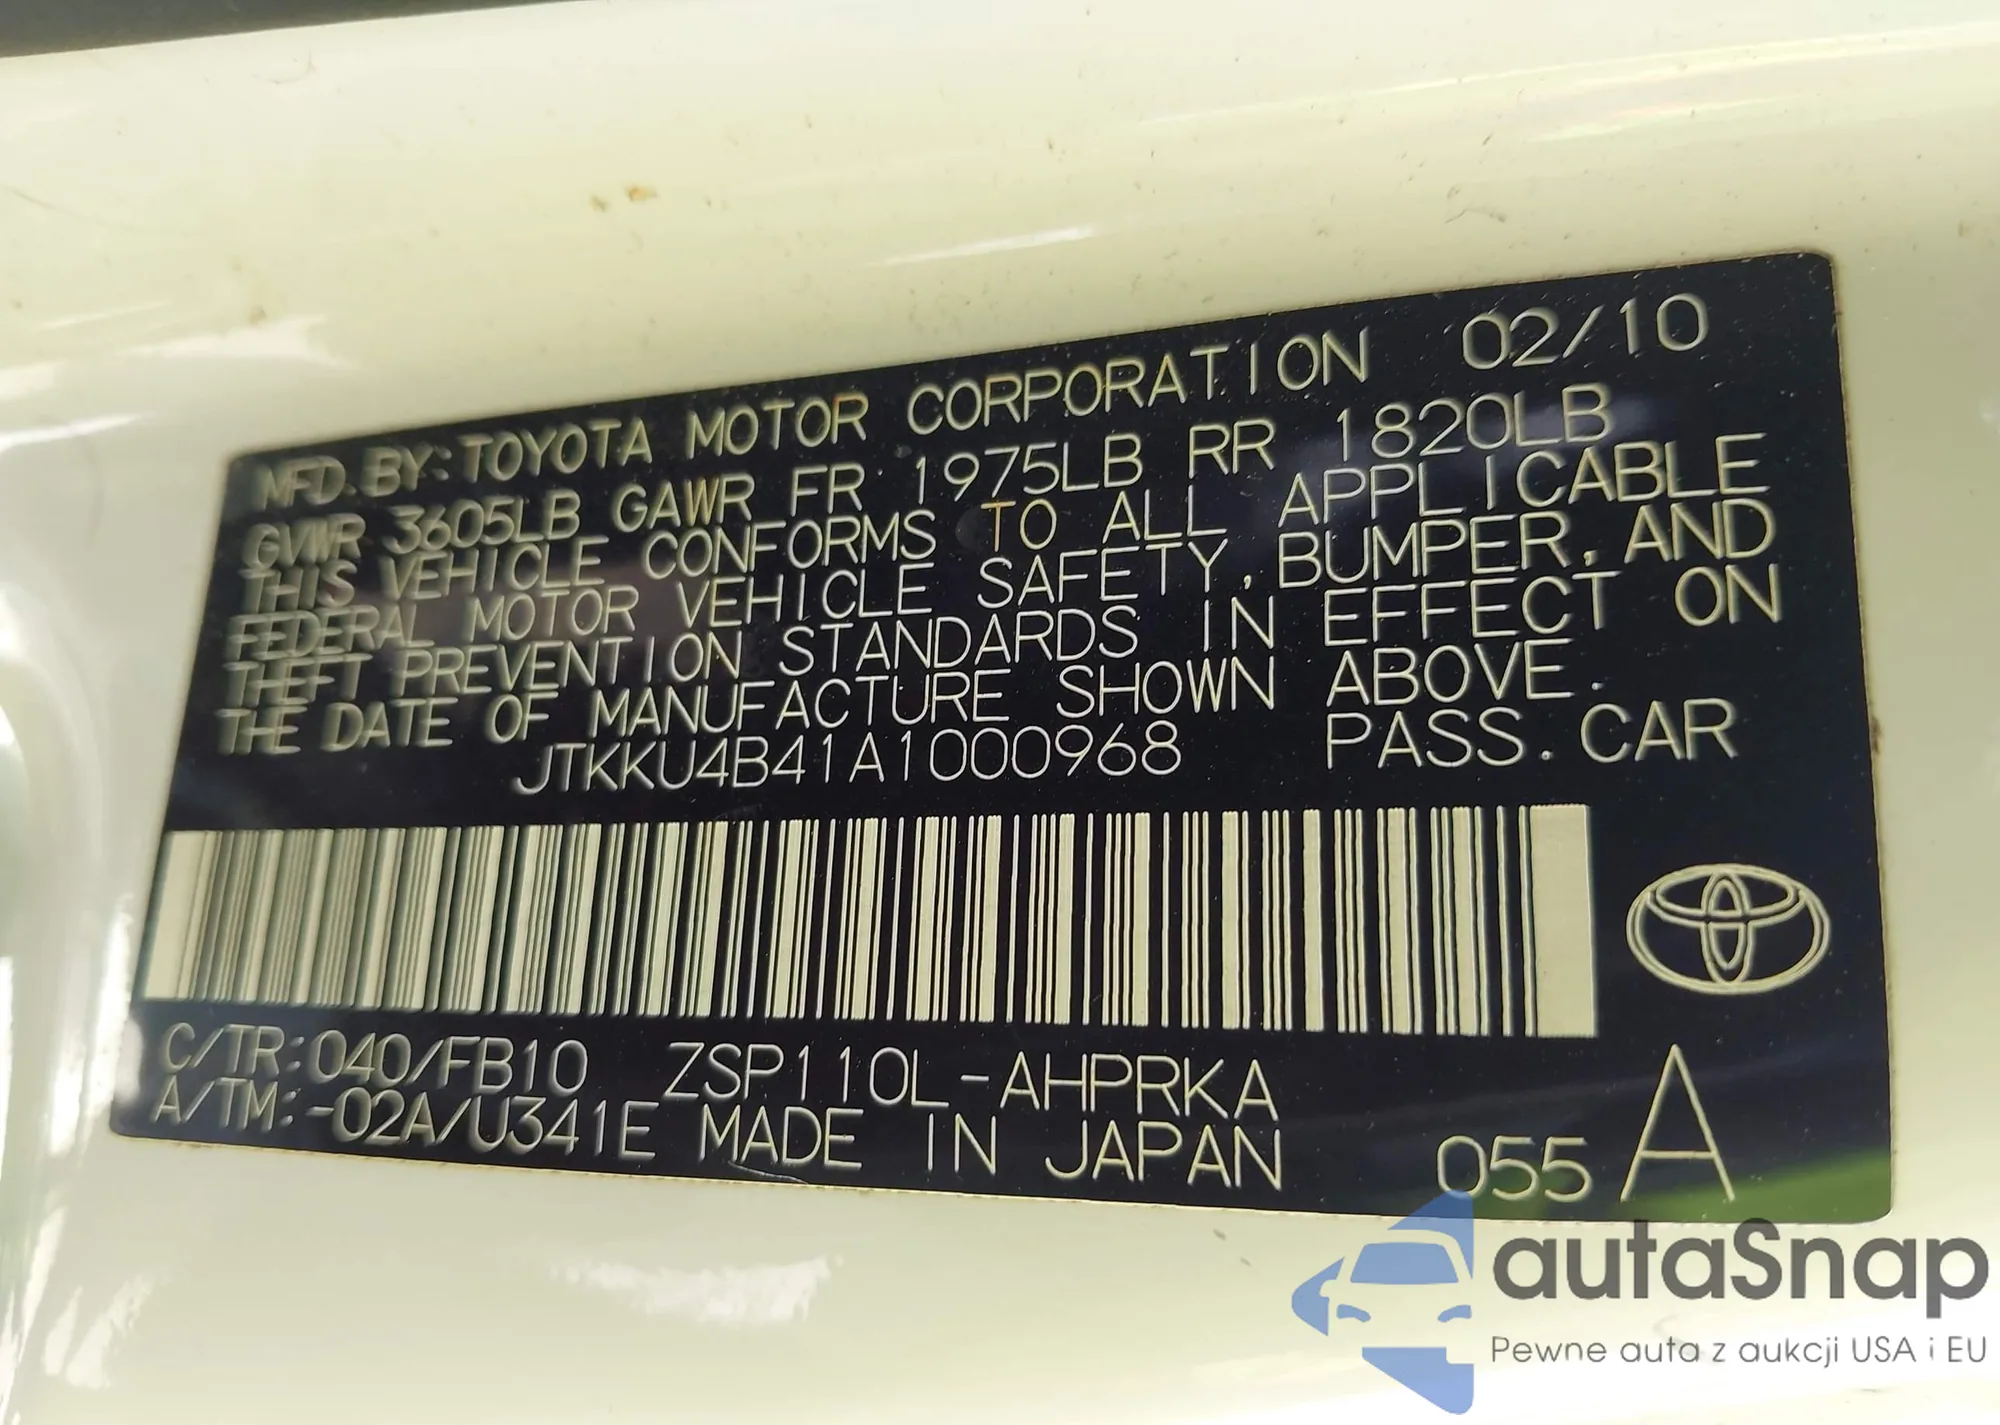 MFD. BY: TOYOTA MOTOR CORPORATION 02/10
GVWR 3605LB GAWR FR 1975LB RR 1820LB
THIS VEHICLE CONFORMS TO ALL APPLICABLE
FEDERAL MOTOR VEHICLE SAFETY, BUMPER, AND
THEFT PREVENTION STANDARDS IN EFFECT ON
THE DATE OF MANUFACTURE SHOWN ABOVE.
JTKKU4B41A1000968 PASS. CAR
C/TR:040/FB10 ZSP110L-AHPRKA
A/TM:-02A/U341E MADE IN JAPAN 055 A
autaSnap
Pewne auta z aukcji USA i EU